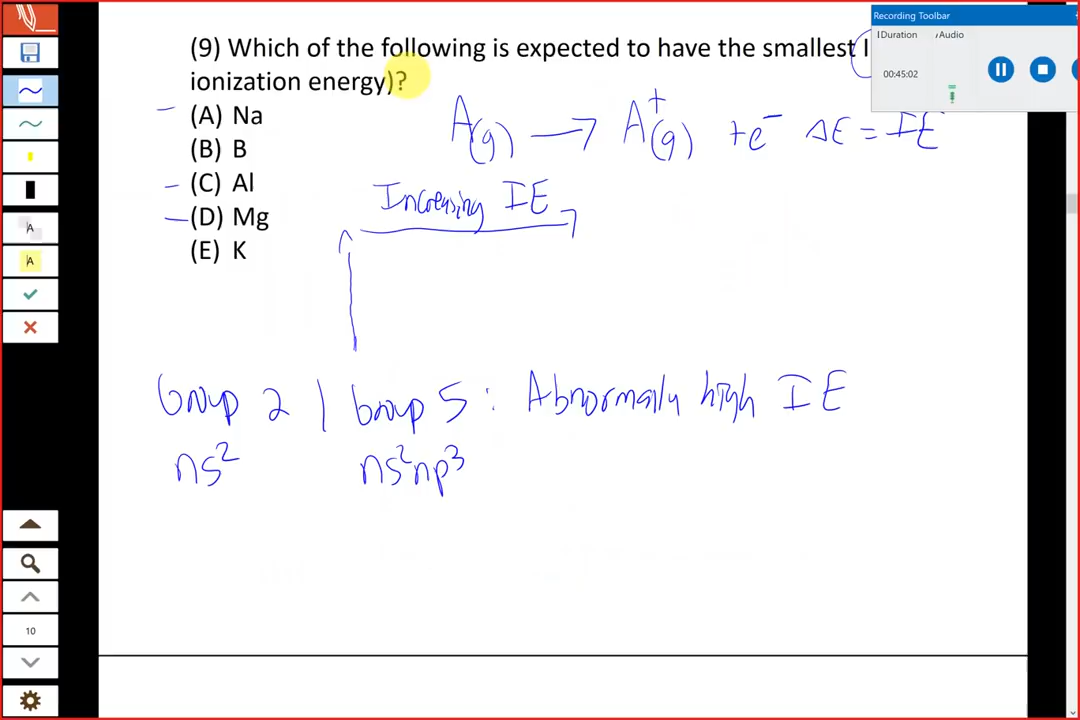 Recording Toolbar
Duration
Audio
00:45:02
(9) Which of the following is expected to have the smallest
ionization energy)?
(A) Na
(B) B
(C) Al
(D) Mg
(E) K
A(g) → A+(g) + e− ΔE = IE
Increasing IE
Group 2 | Group 5 : Abnormally high IE
ns² ns²np³
A
A
10